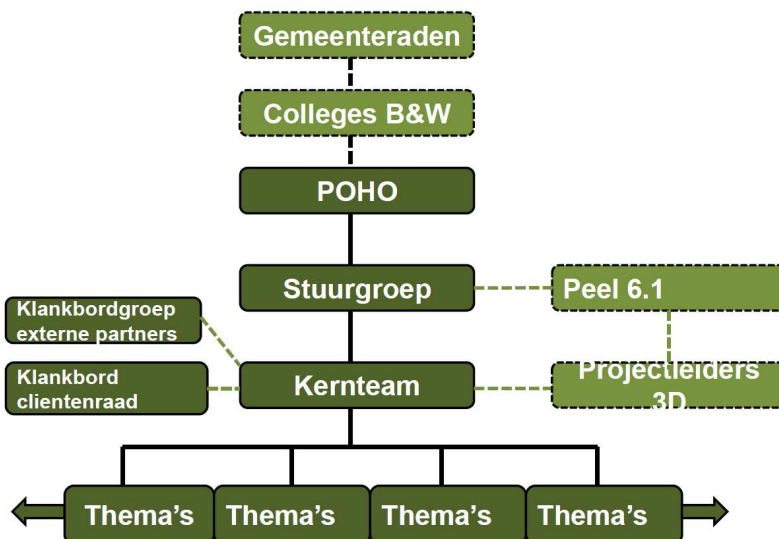 Gemeenteraden
Colleges B&W
POHO
Stuurgroep
Peel 6.1
Klankbordgroep
externe partners
Kernteam
Projectleiders
3D
Klankbord
clientenraad
Thema's
Thema's
Thema's
Thema's